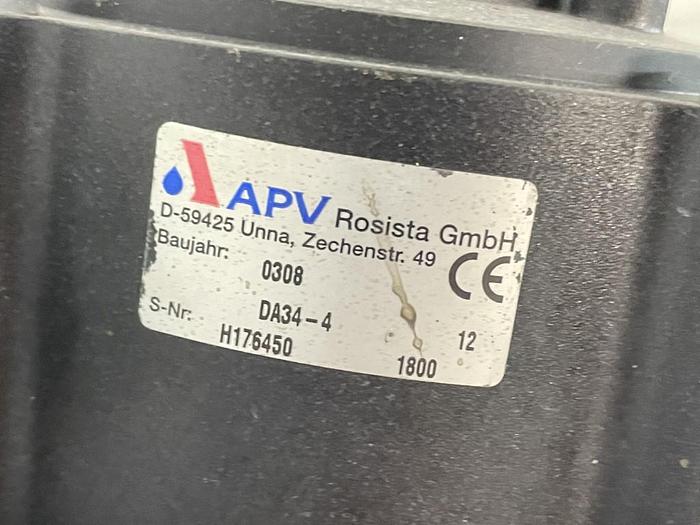 APV Rosista GmbH
D-59425 Unna, Zechenstr. 49
Baujahr: 0308 CE
S-Nr: DA34-4 12
H176450 1800